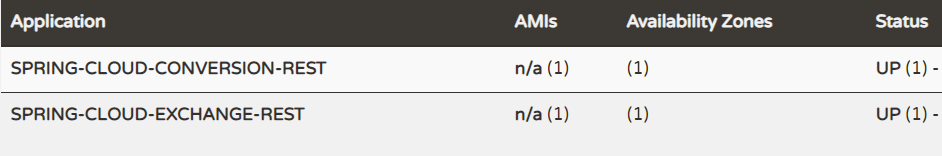 Application AMIs Availability Zones Status
SPRING-CLOUD-CONVERSION-REST n/a (1) (1) UP (1) -
SPRING-CLOUD-EXCHANGE-REST n/a (1) (1) UP (1) -